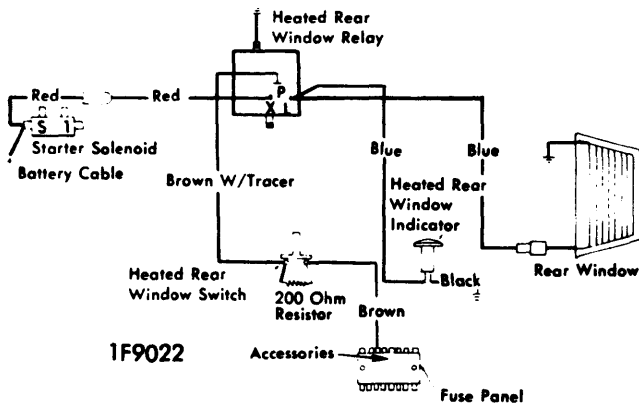 Heated Rear
Window Relay
Red
Red
P
X
L
S
I
Starter Solenoid
Battery Cable
Blue
Blue
Brown W/Tracer
Heated Rear
Window
Indicator
Rear Window
Black
Heated Rear
Window Switch
200 Ohm
Resistor
Brown
1F9022
Accessories
Fuse Panel